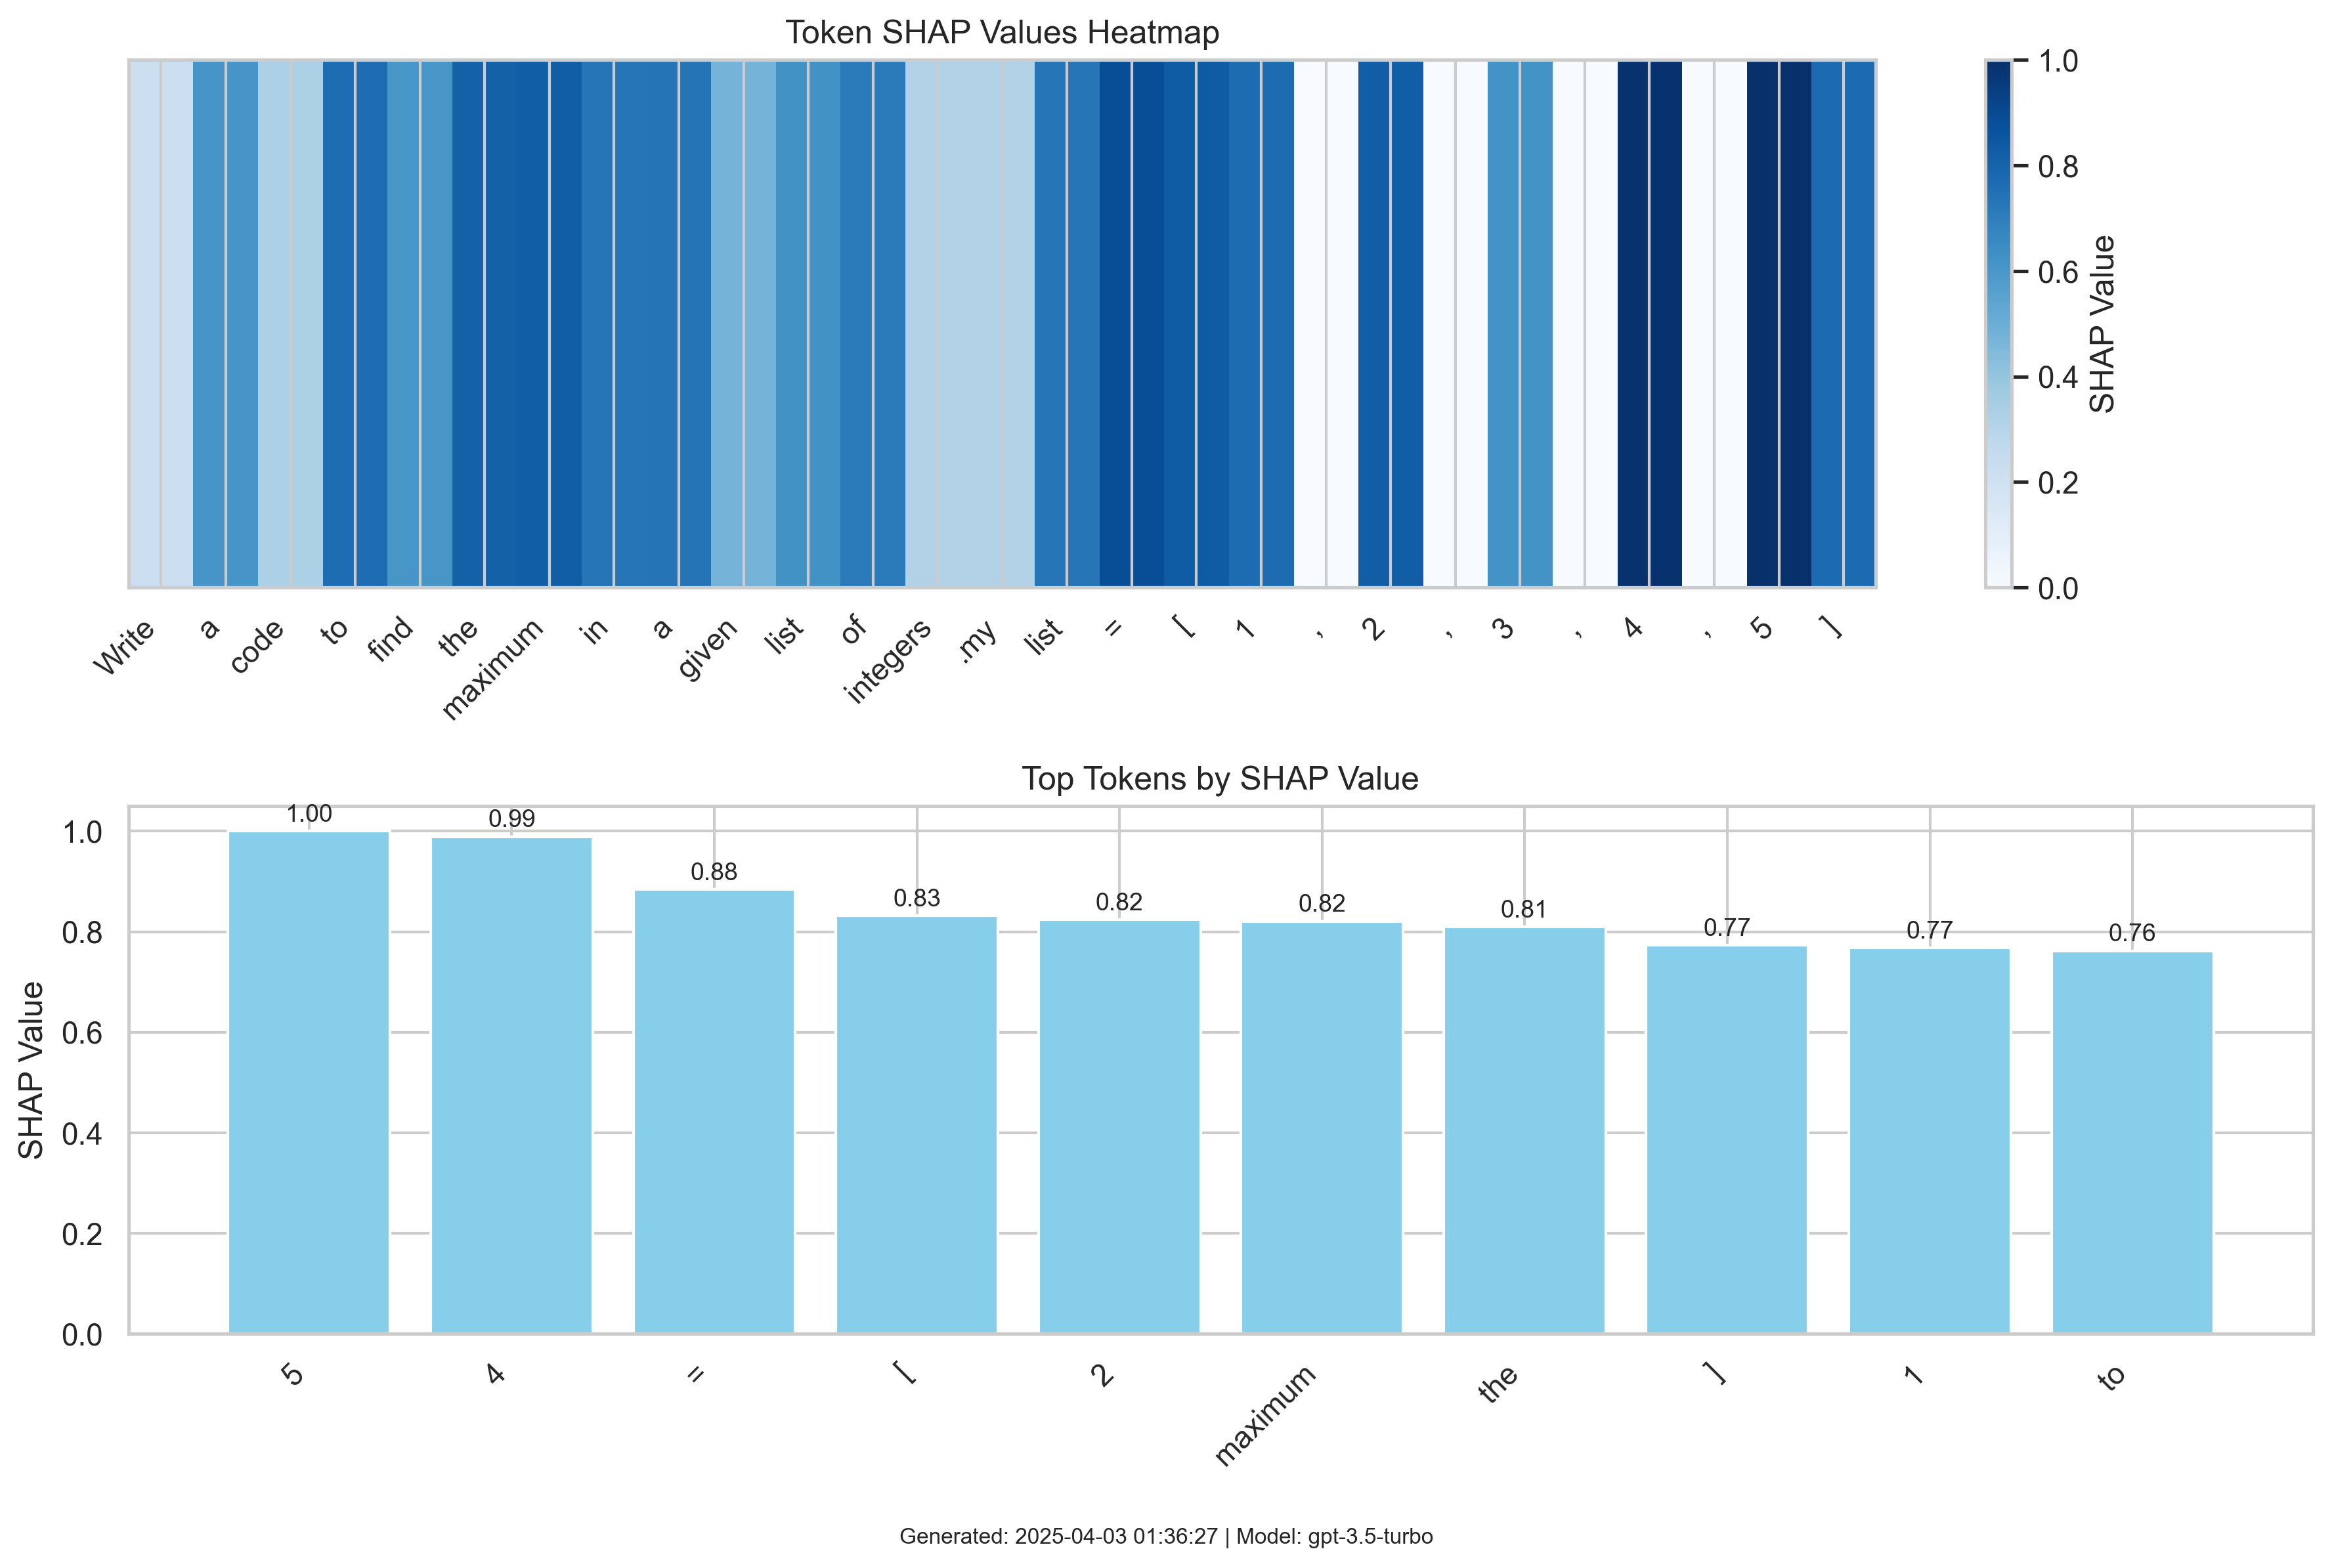 Token SHAP Values Heatmap
1.0
0.8
0.6
0.4
0.2
0.0
SHAP Value
Write a code to find the maximum in a given list of integers .my list = [ 1 , 2 , 3 , 4 , 5 ]
Top Tokens by SHAP Value
SHAP Value
1.0
0.8
0.6
0.4
0.2
0.0
1.00 0.99 0.88 0.83 0.82 0.82 0.81 0.77 0.77 0.76
5 4 = [ 2 maximum the ] 1 to
Generated: 2025-04-03 01:36:27 | Model: gpt-3.5-turbo